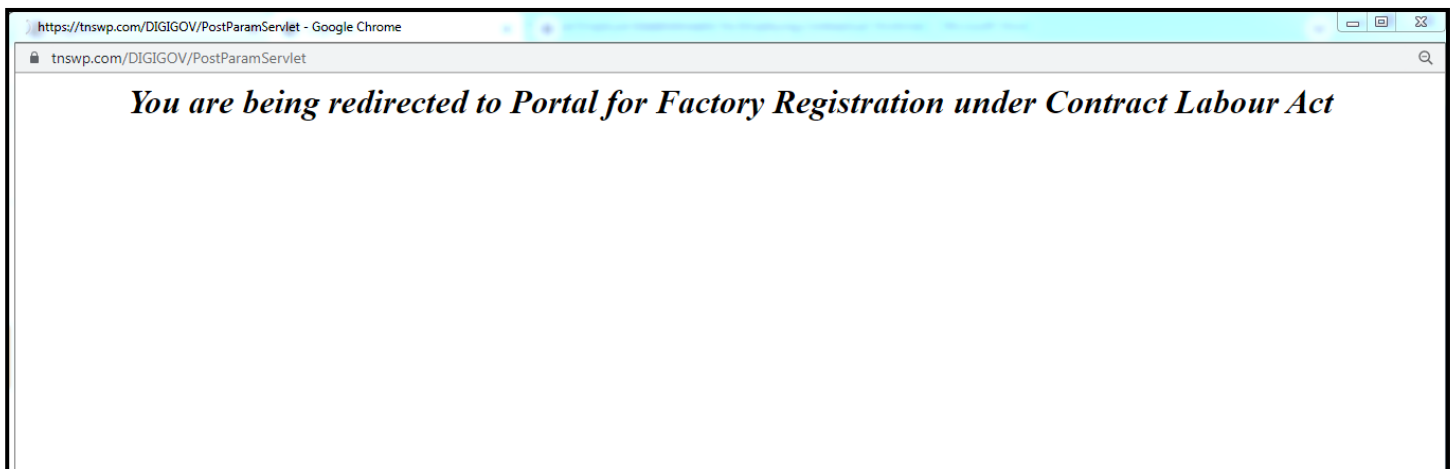 https://tnswp.com/DIGIGOV/PostParamServlet - Google Chrome
tnswp.com/DIGIGOV/PostParamServlet
You are being redirected to Portal for Factory Registration under Contract Labour Act